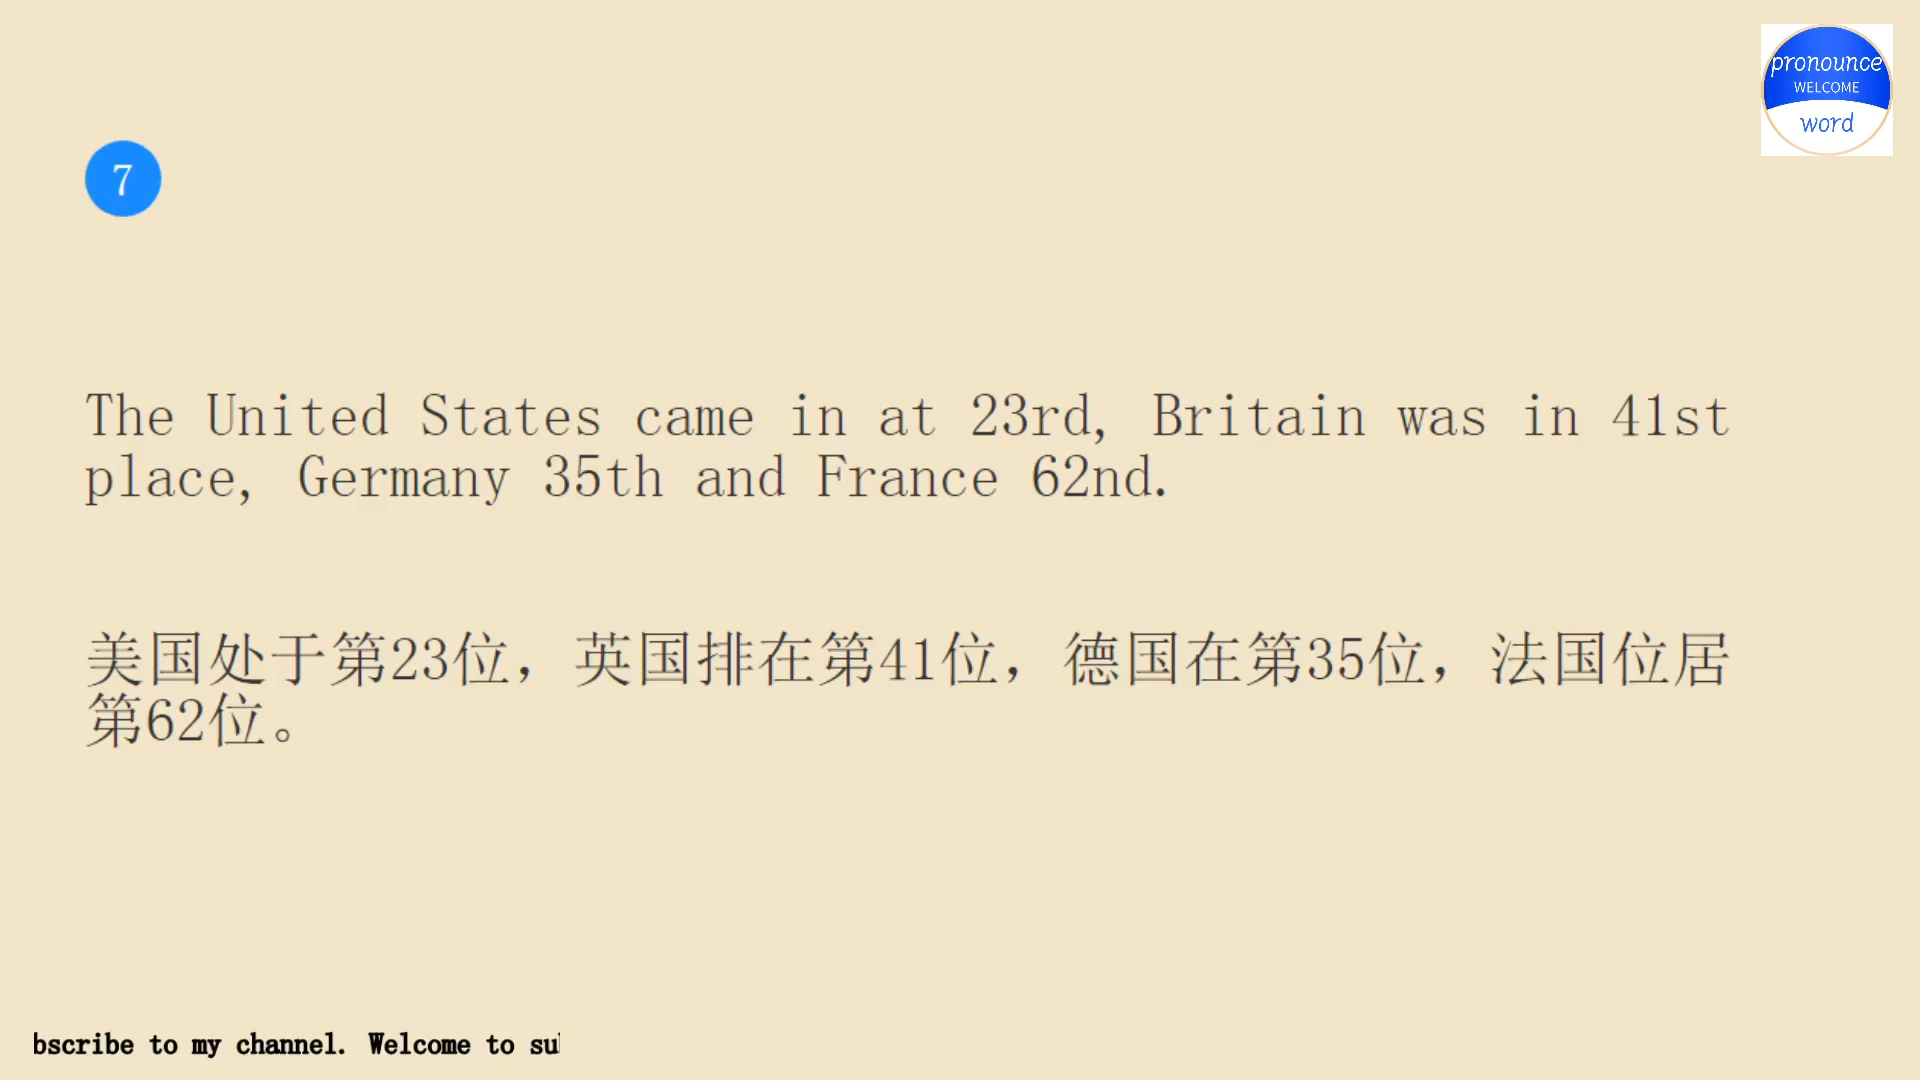 pronounce
WELCOME
word
7
The United States came in at 23rd, Britain was in 41st
place, Germany 35th and France 62nd.
美国处于第23位，英国排在第41位，德国在第35位，法国位居
第62位。
bscribe to my channel. Welcome to su